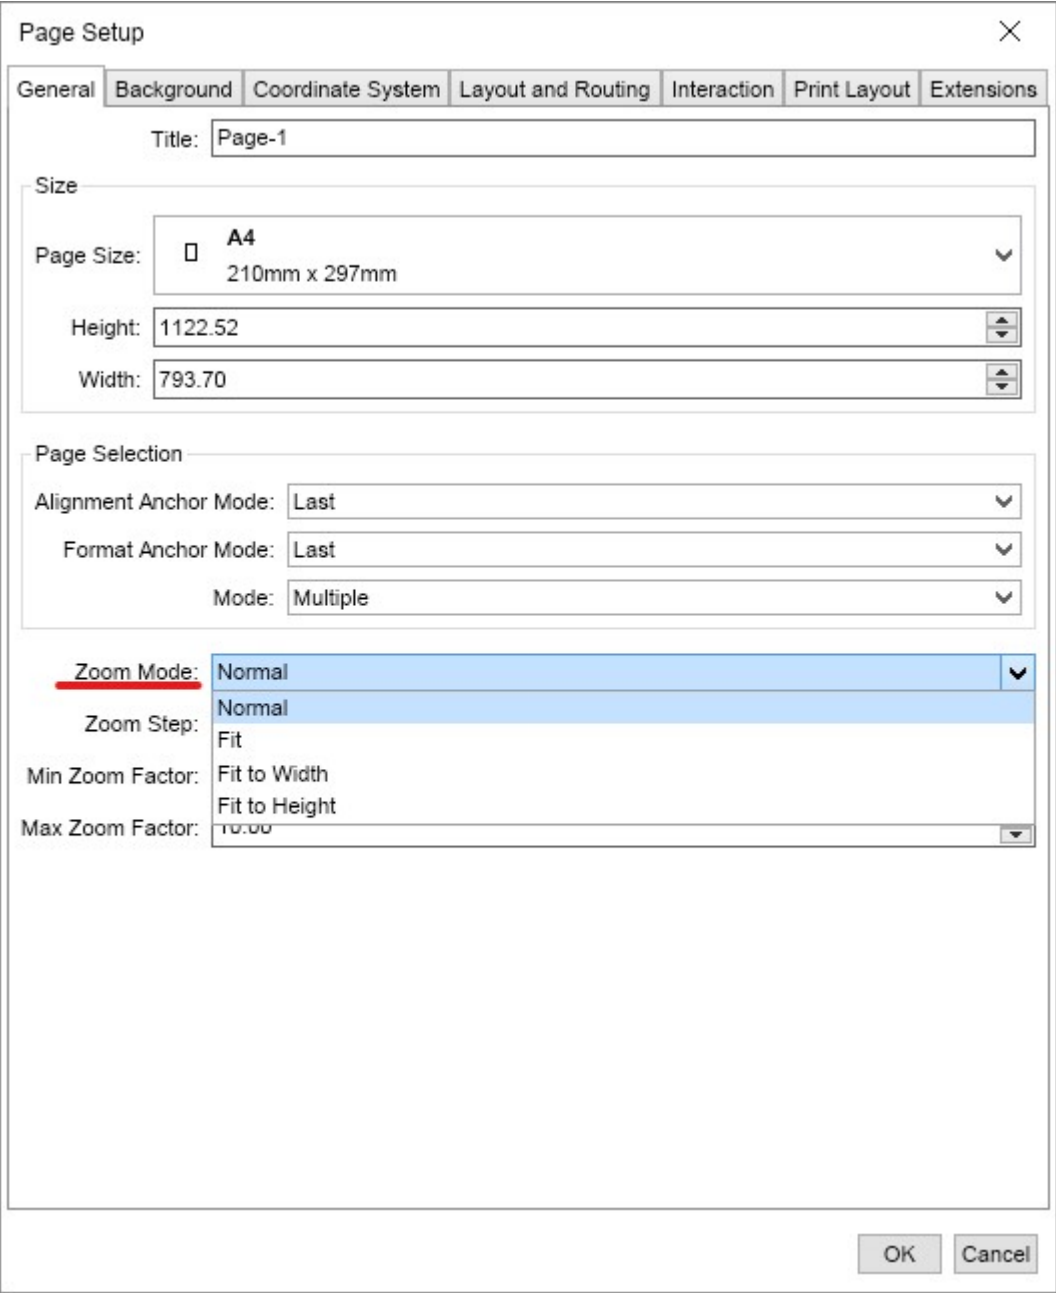 Page Setup
General Background Coordinate System Layout and Routing Interaction Print Layout Extensions
Title: Page-1
Size
Page Size: A4
210mm x 297mm
Height: 1122.52
Width: 793.70
Page Selection
Alignment Anchor Mode: Last
Format Anchor Mode: Last
Mode: Multiple
Zoom Mode: Normal
Normal
Zoom Step:
Fit
Min Zoom Factor: Fit to Width
Fit to Height
Max Zoom Factor: 10.00
OK Cancel